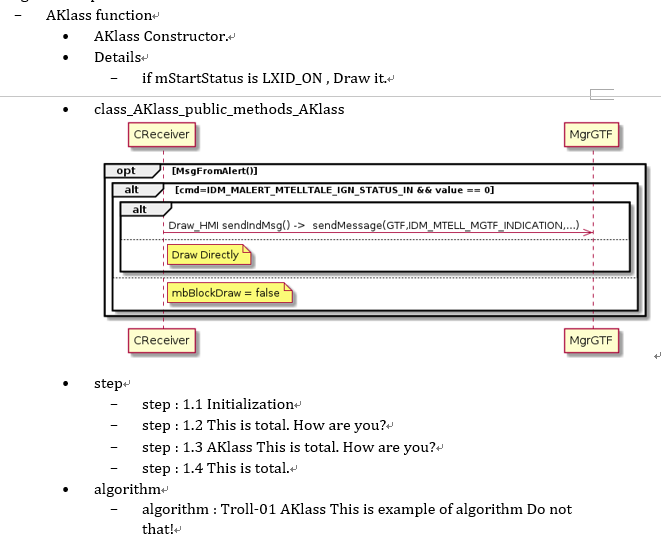 – AKlass function
• AKlass Constructor.
• Details
– if mStartStatus is LXID_ON , Draw it.
• class_AKlass_public_methods_AKlass
CReceiver MgrGTF
opt [MsgFromAlert()]
alt [cmd=IDM_MALERT_MTELLTALE_IGN_STATUS_IN && value == 0]
alt
Draw_HMI sendIndMsg() -> sendMessage(GTF,IDM_MTELL_MGTF_INDICATION,...)
Draw Directly
mbBlockDraw = false
CReceiver MgrGTF
• step
– step : 1.1 Initialization
– step : 1.2 This is total. How are you?
– step : 1.3 AKlass This is total. How are you?
– step : 1.4 This is total.
• algorithm
– algorithm : Troll-01 AKlass This is example of algorithm Do not
that!